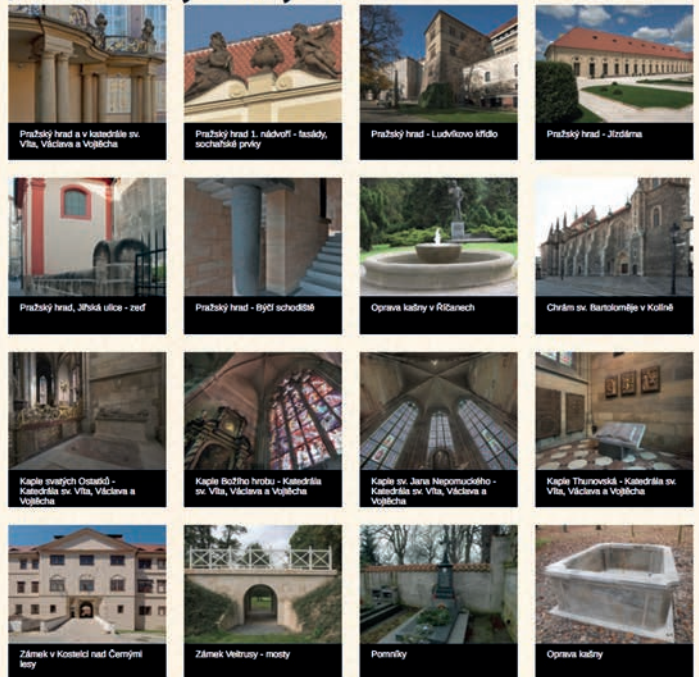 Pražský hrad a v katedrále sv.
Víta, Václava a Vojtěcha
Pražský hrad 1. nádvoří - fasády,
sochařské prvky
Pražský hrad - Ludvíkovo křídlo
Pražský hrad - Jízdárna
Pražský hrad, Jiřská ulice - zeď
Pražský hrad - Býčí schodiště
Oprava kašny v Říčanech
Chrám sv. Bartoloměje v Kolíně
Kaple svatých Ostatků -
Katedrála sv. Víta, Václava a
Vojtěcha
Kaple Božího hrobu - Katedrála
sv. Víta, Václava a Vojtěcha
Kaple sv. Jana Nepomuckého -
Katedrála sv. Víta, Václava a
Vojtěcha
Kaple Thunovská - Katedrála sv.
Víta, Václava a Vojtěcha
Zámek v Kostelci nad Černými
lesy
Zámek Veltrusy - mosty
Pomníky
Oprava kašny